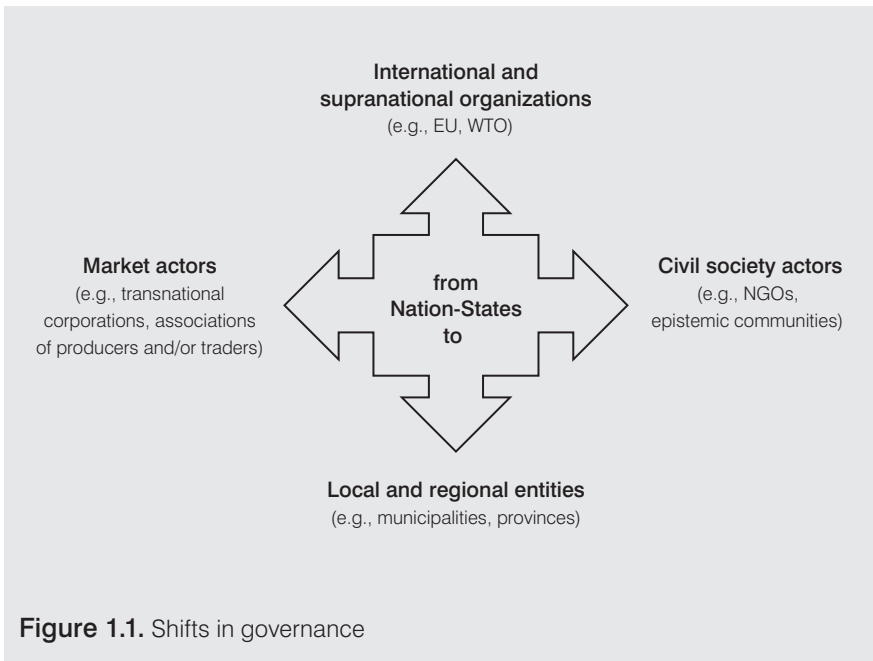 International and
supranational organizations
(e.g., EU, WTO)
Market actors
(e.g., transnational
corporations, associations
of producers and/or traders)
from
Nation-States
to
Civil society actors
(e.g., NGOs,
epistemic communities)
Local and regional entities
(e.g., municipalities, provinces)
Figure 1.1. Shifts in governance